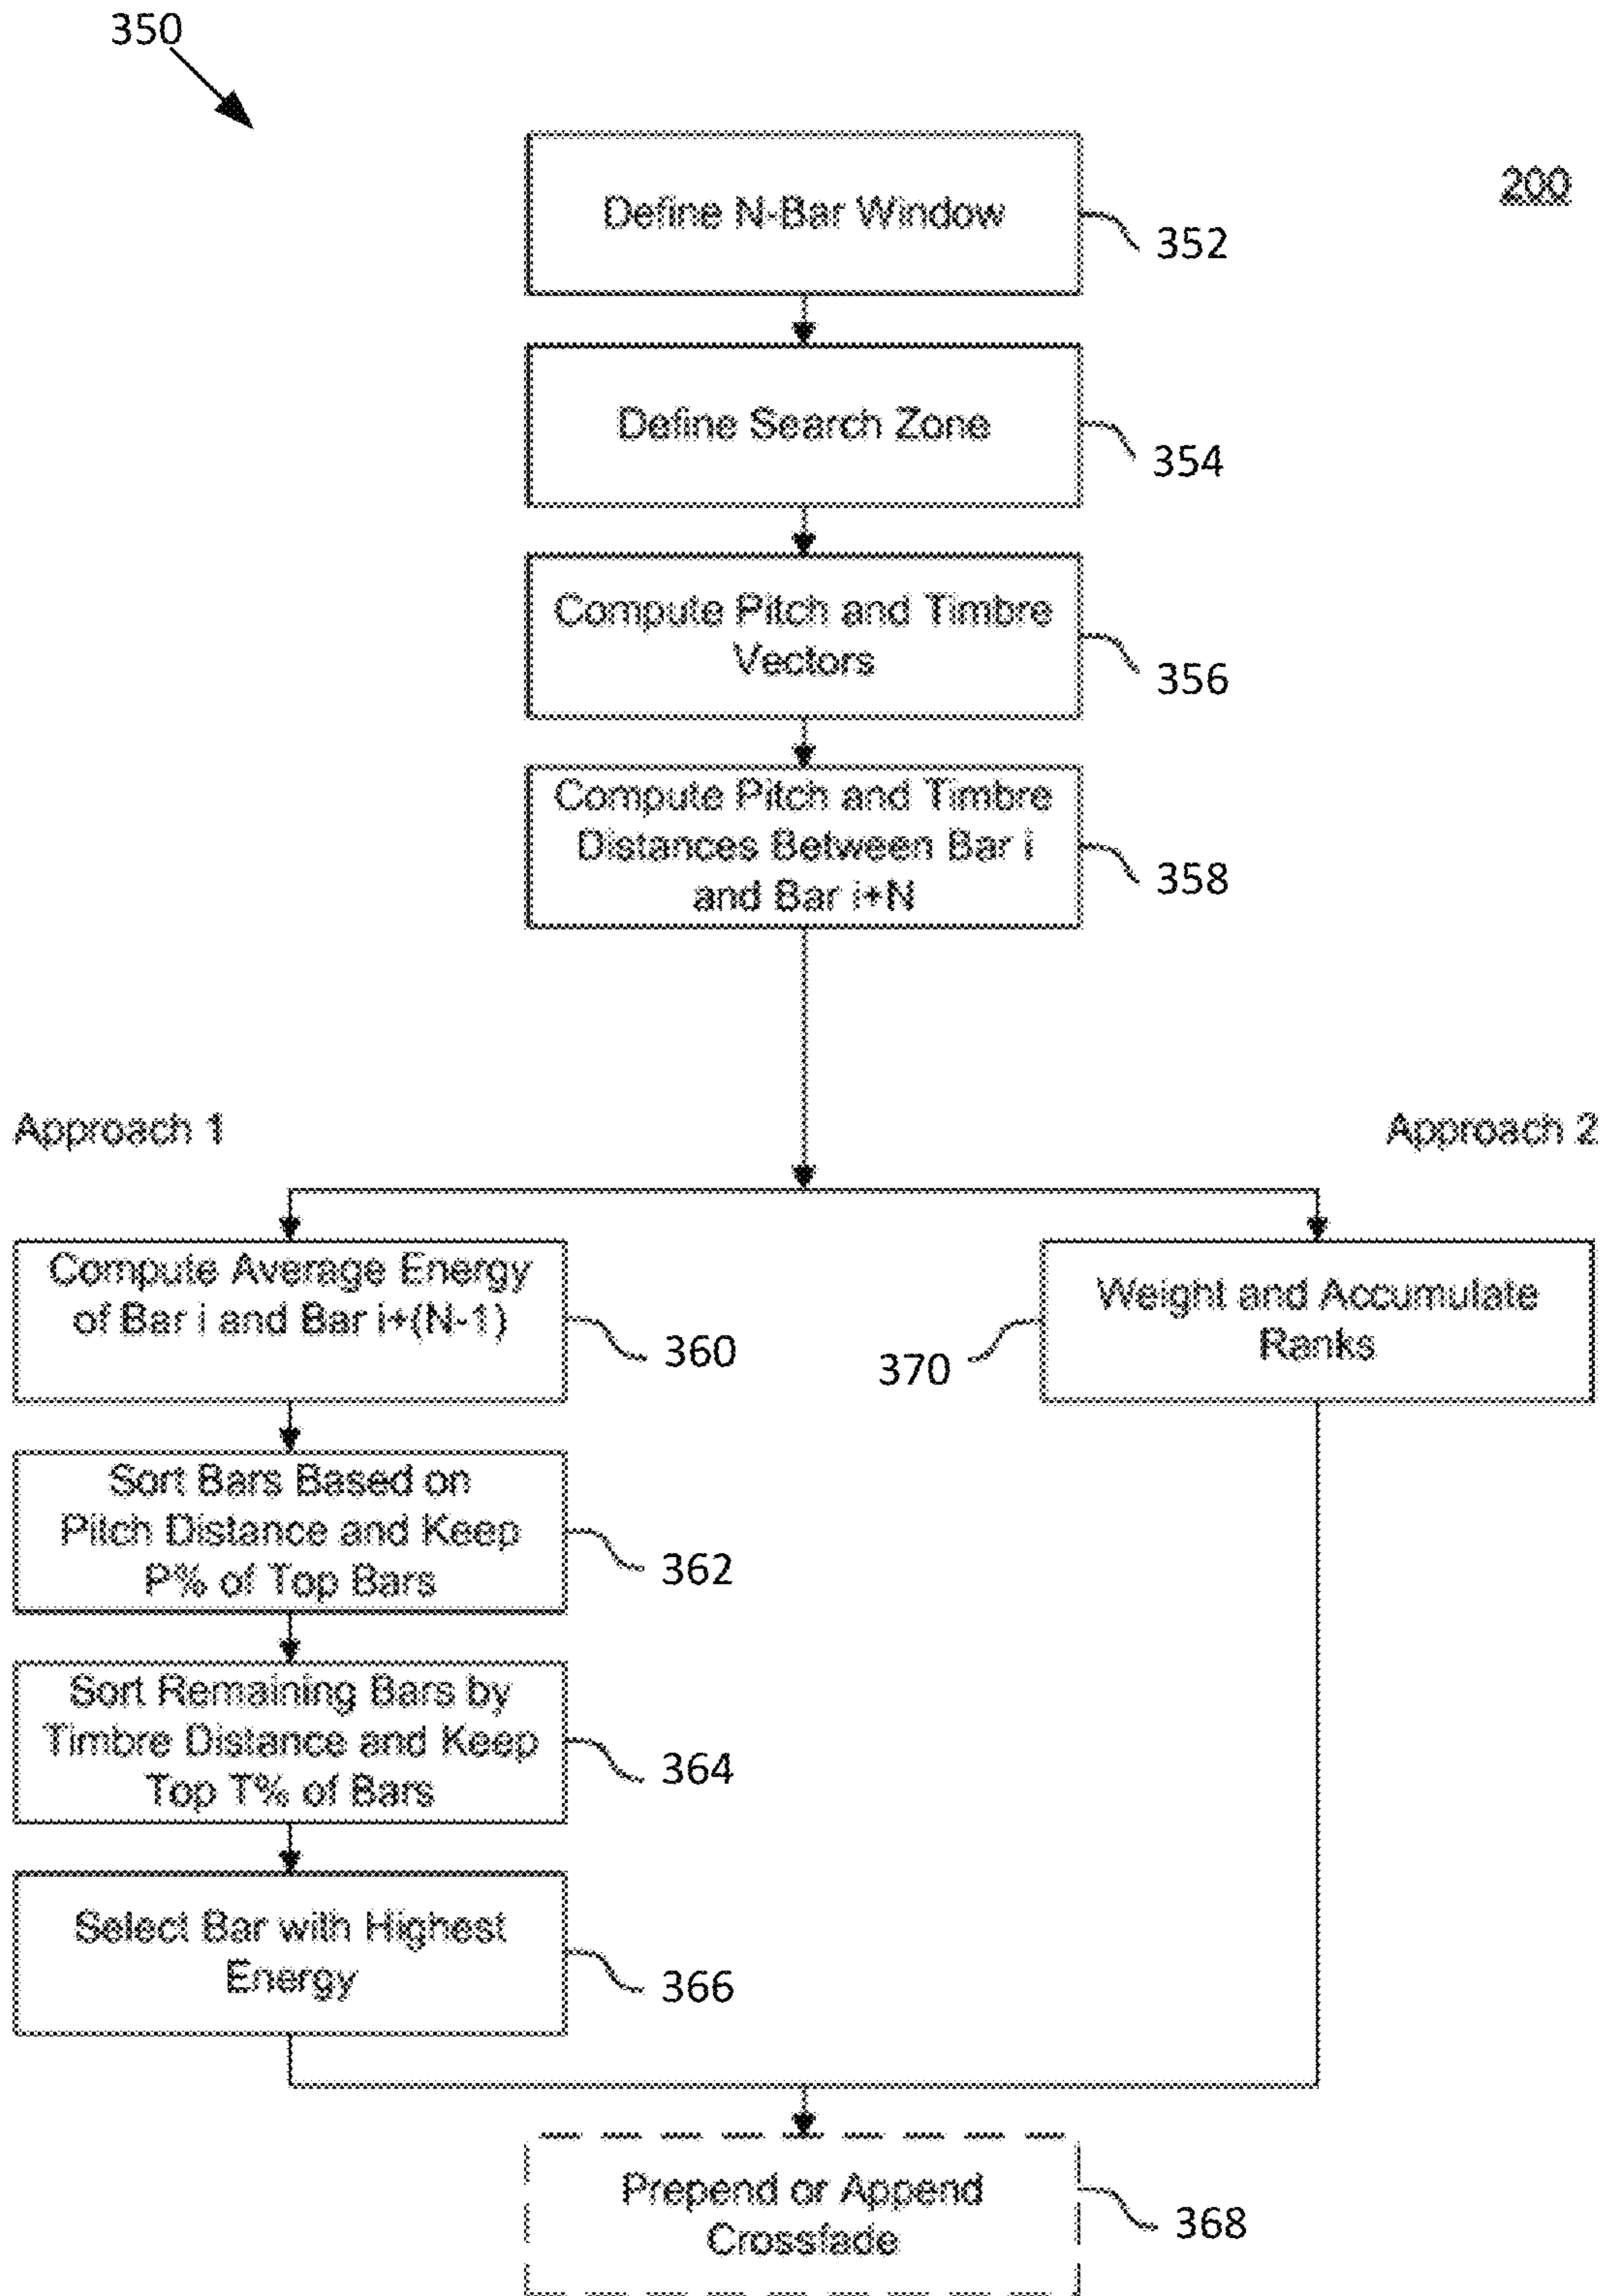 350
200
Define N-Bar Window
352
Define Search Zone
354
Compute Pitch and Timbre
Vectors
356
Compute Pitch and Timbre
Distances Between Bar i
and Bar i+N
358
Approach 1
Approach 2
Compute Average Energy
of Bar i and Bar i+(N-1)
360
Weight and Accumulate
Ranks
370
Sort Bars Based on
Pitch Distance and Keep
P% of Top Bars
362
Sort Remaining Bars by
Timbre Distance and Keep
Top T% of Bars
364
Select Bar with Highest
Energy
366
Prepend or Append
Crossfade
368